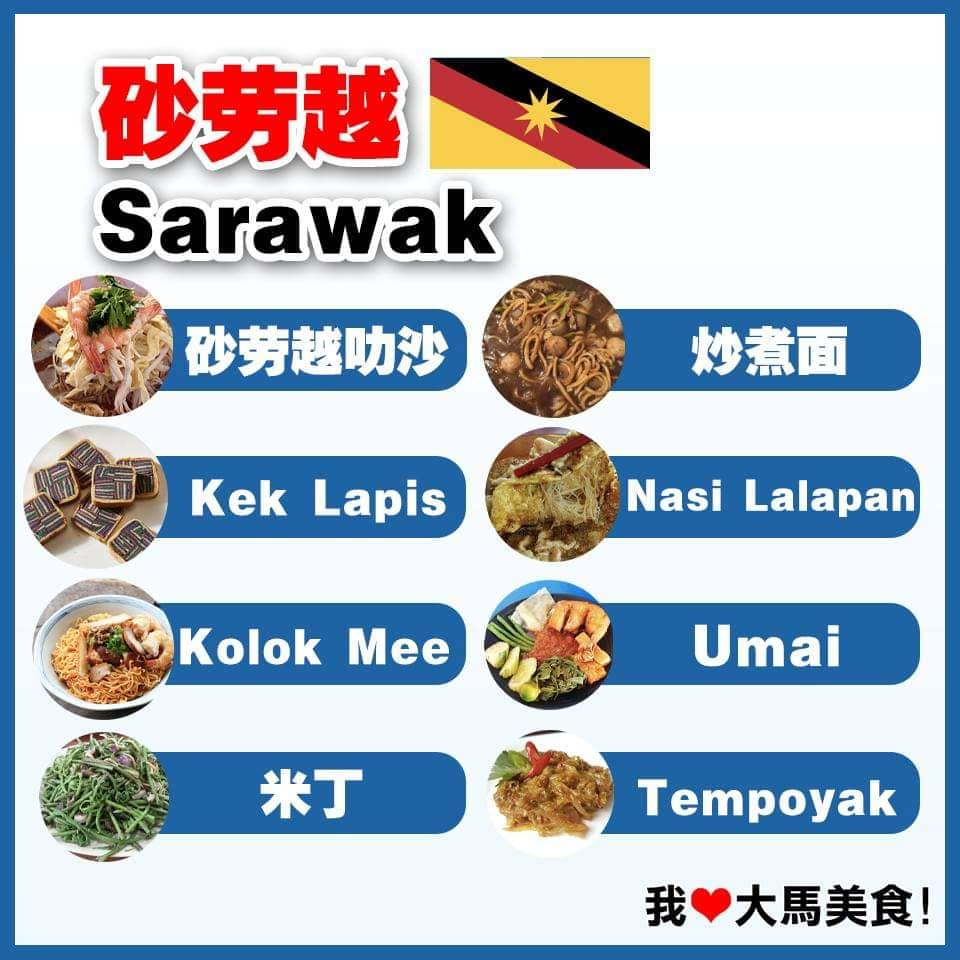 砂劳越
Sarawak
砂劳越叻沙
炒煮面
Kek Lapis
Nasi Lalapan
Kolok Mee
Umai
米丁
Tempoyak
我❤大馬美食!